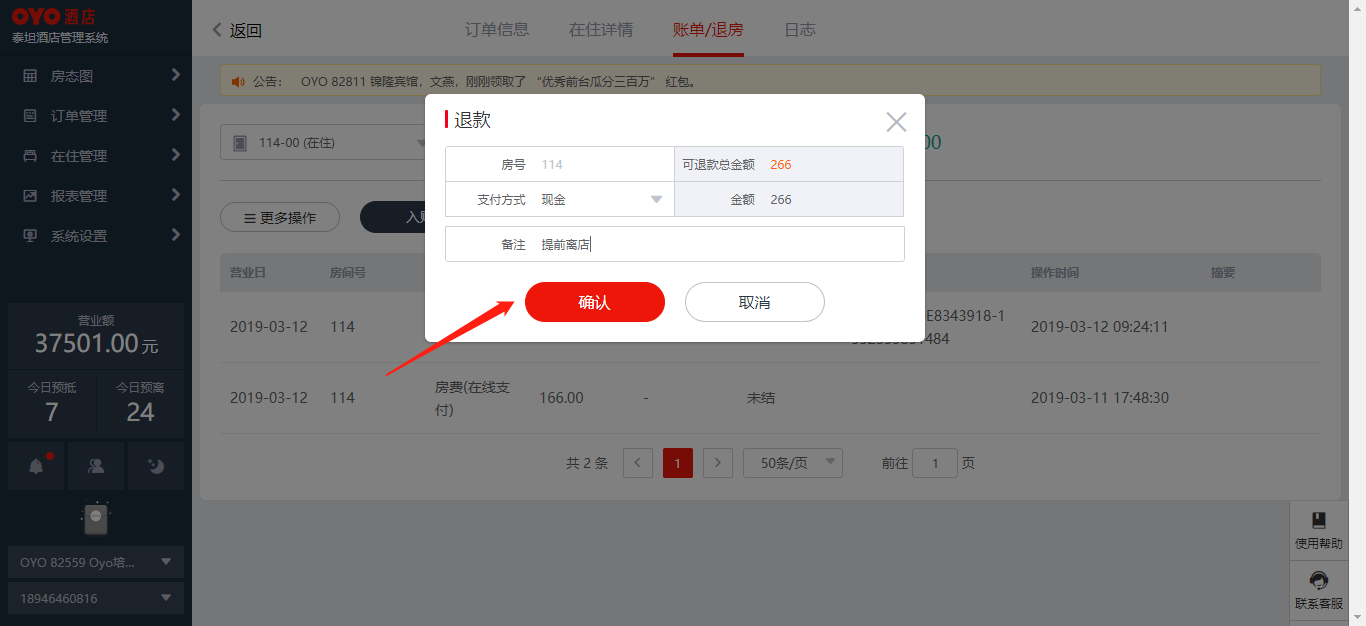 OYO 酒店
泰坦酒店管理系统
房态图
订单管理
在住管理
报表管理
系统设置
营业额
37501.00元
今日预抵
今日预离
7
24
OYO 82559 Oyo培...
18946460816
返回
订单信息
在住详情
账单/退房
日志
公告:
OYO 82811 锦隆宾馆，文燕，刚刚领取了 “优秀前台瓜分三百万” 红包。
114-00 (在住)
00
更多操作
营业日
房间号
操作时间
摘要
2019-03-12
114
E8343918-1
484
2019-03-12 09:24:11
2019-03-12
114
房费(在线支
付)
166.00
-
未结
2019-03-11 17:48:30
共 2 条
1
50条/页
前往
1
页
退款
房号
114
可退款总金额
266
支付方式
现金
金额
266
备注
提前离店
确认
取消
使用帮助
联系客服